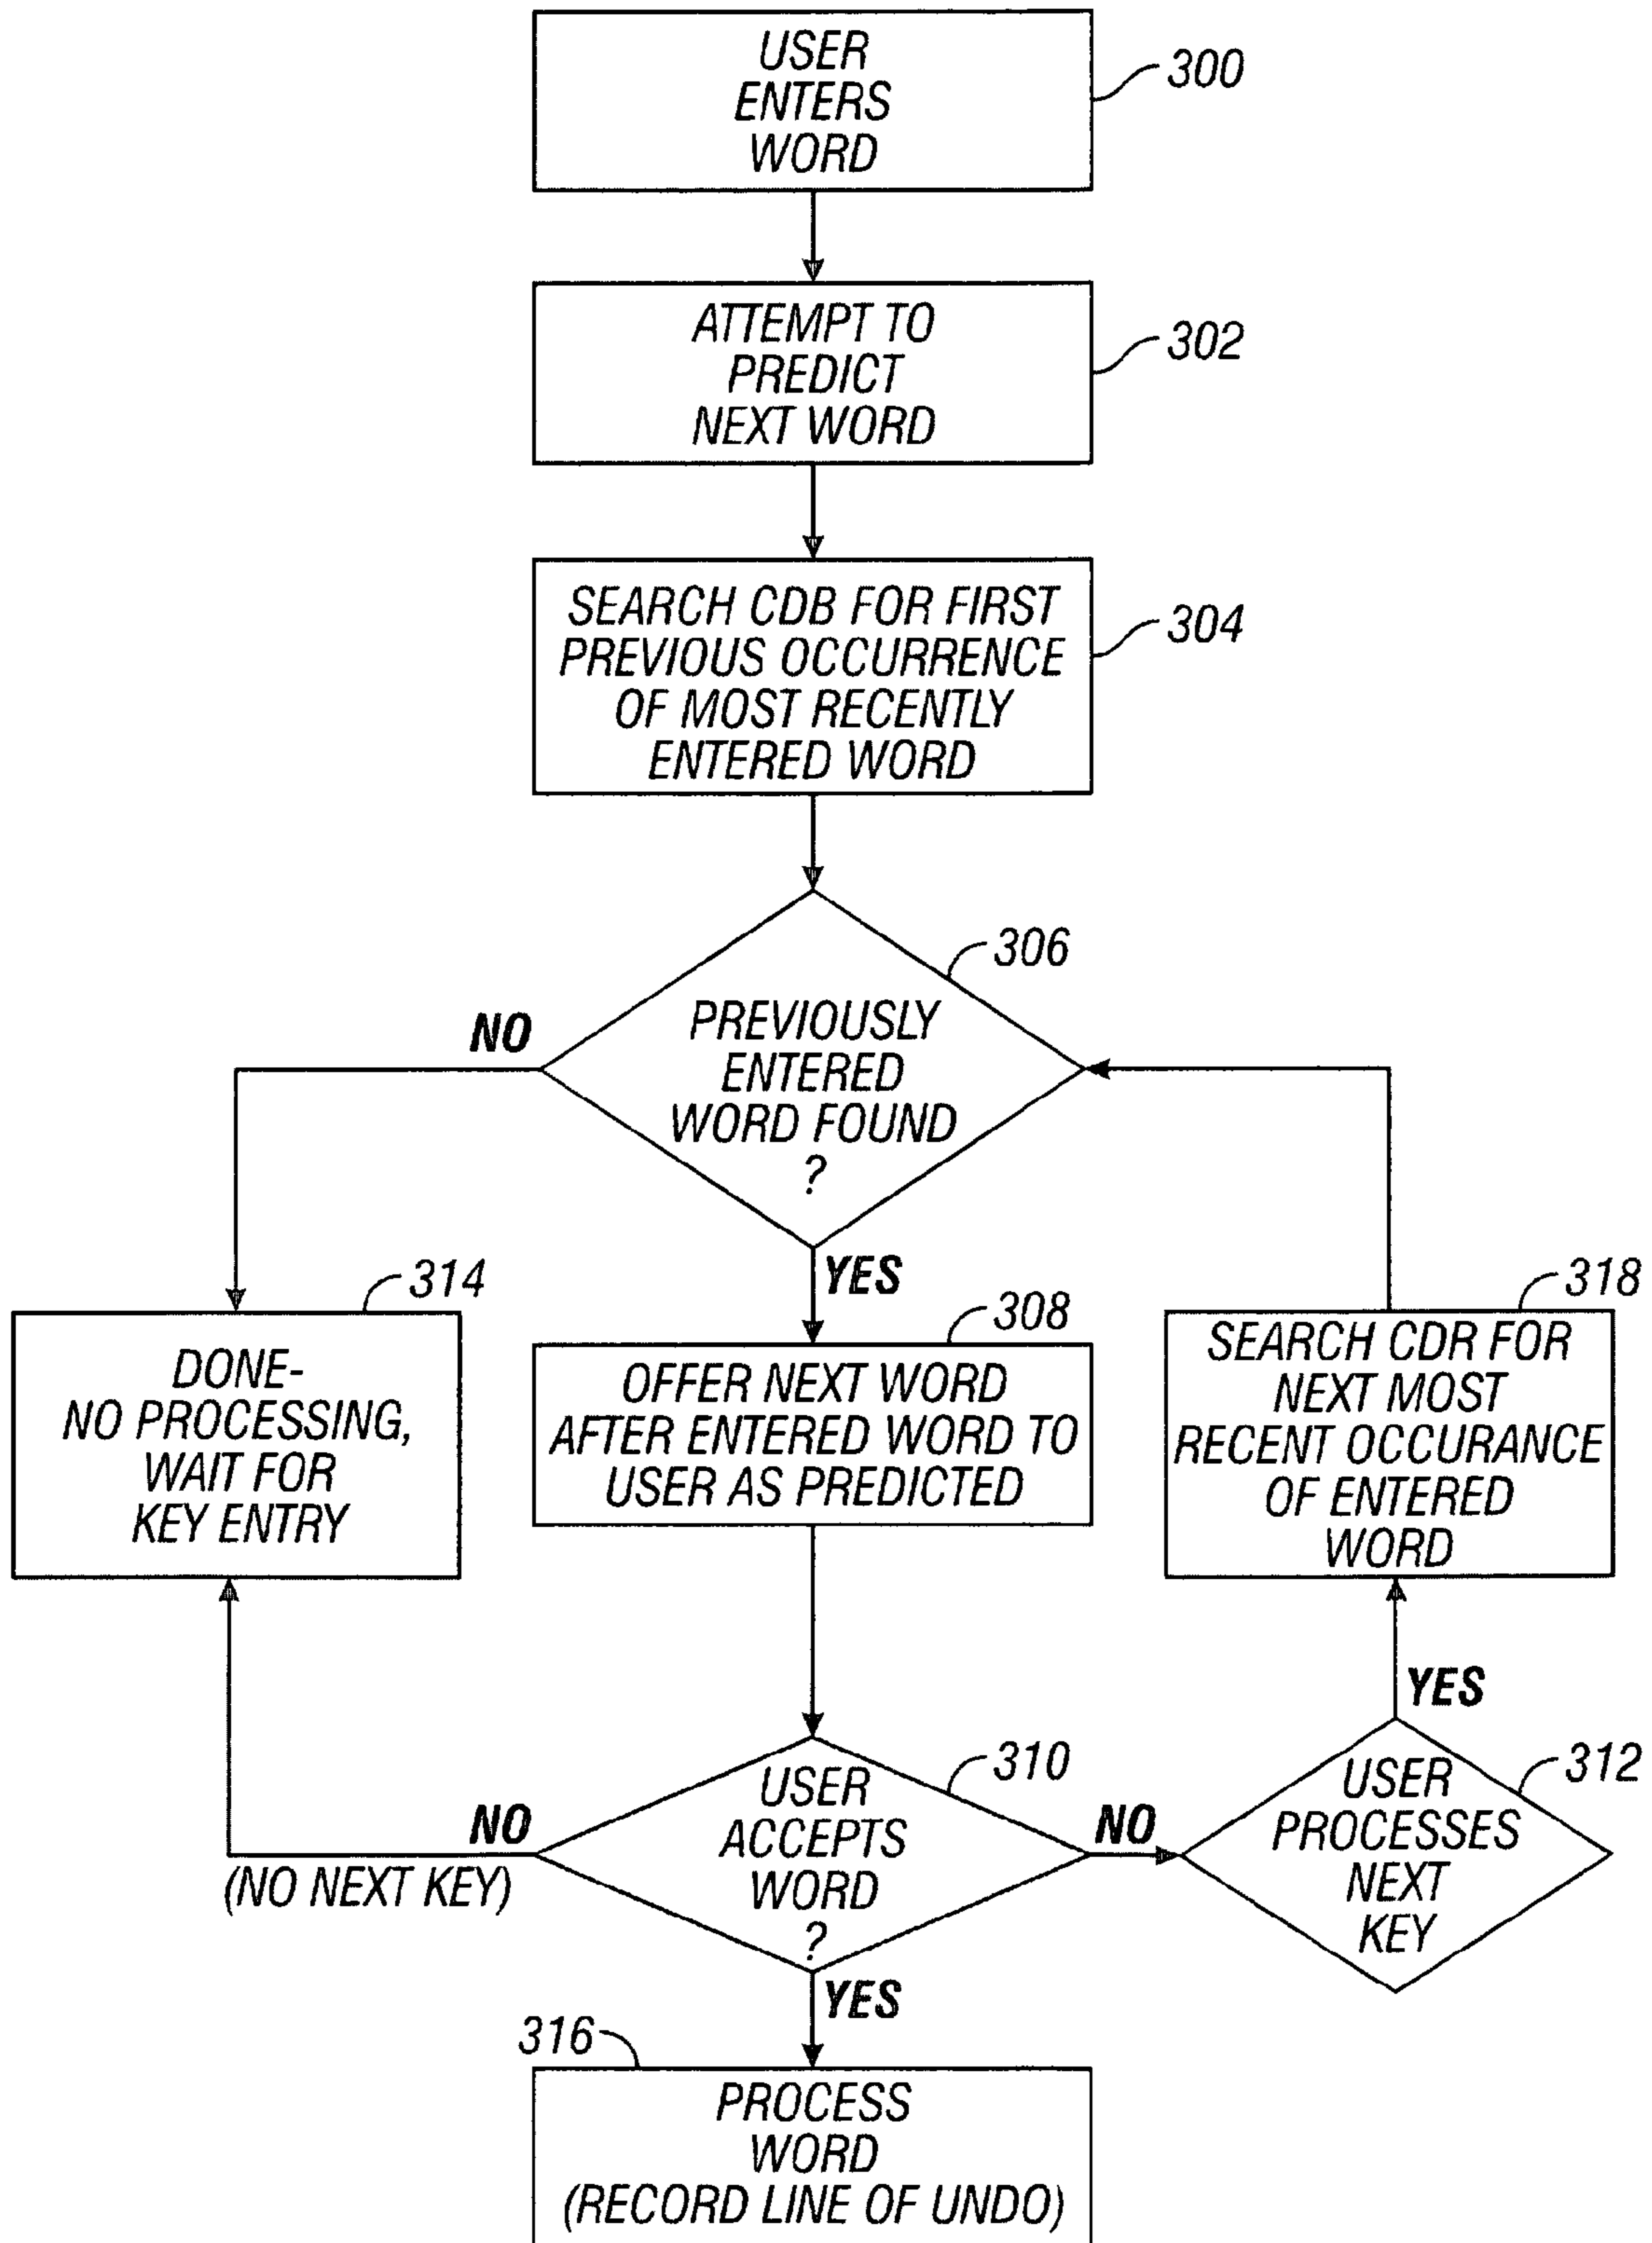 USER
ENTERS
WORD
300
ATTEMPT TO
PREDICT
NEXT WORD
302
SEARCH CDB FOR FIRST
PREVIOUS OCCURRENCE
OF MOST RECENTLY
ENTERED WORD
304
306
PREVIOUSLY
ENTERED
WORD FOUND
?
NO
YES
314
DONE-
NO PROCESSING,
WAIT FOR
KEY ENTRY
308
OFFER NEXT WORD
AFTER ENTERED WORD TO
USER AS PREDICTED
318
SEARCH CDR FOR
NEXT MOST
RECENT OCCURANCE
OF ENTERED
WORD
YES
310
USER
ACCEPTS
WORD
?
NO
(NO NEXT KEY)
NO
312
USER
PROCESSES
NEXT
KEY
YES
316
PROCESS
WORD
(RECORD LINE OF UNDO)